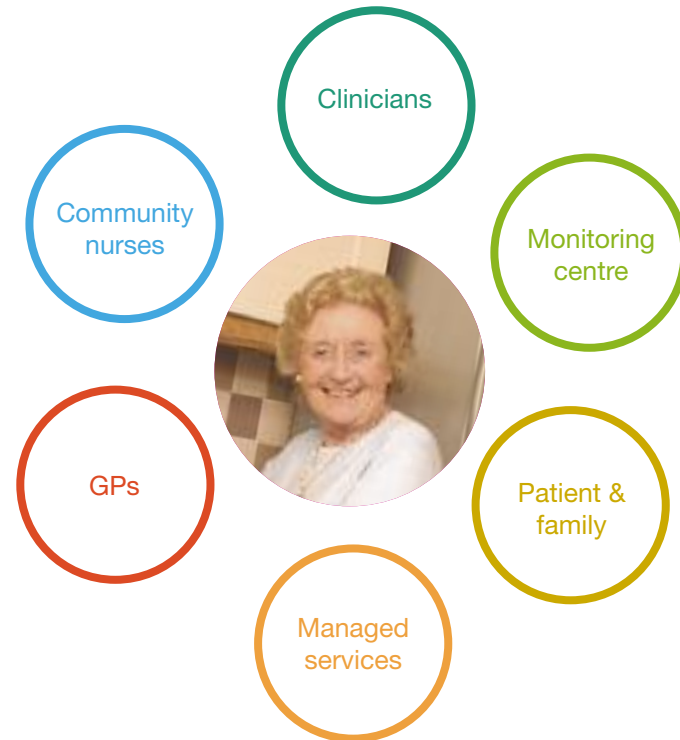 Clinicians
Community
nurses
Monitoring
centre
GPs
Patient &
family
Managed
services